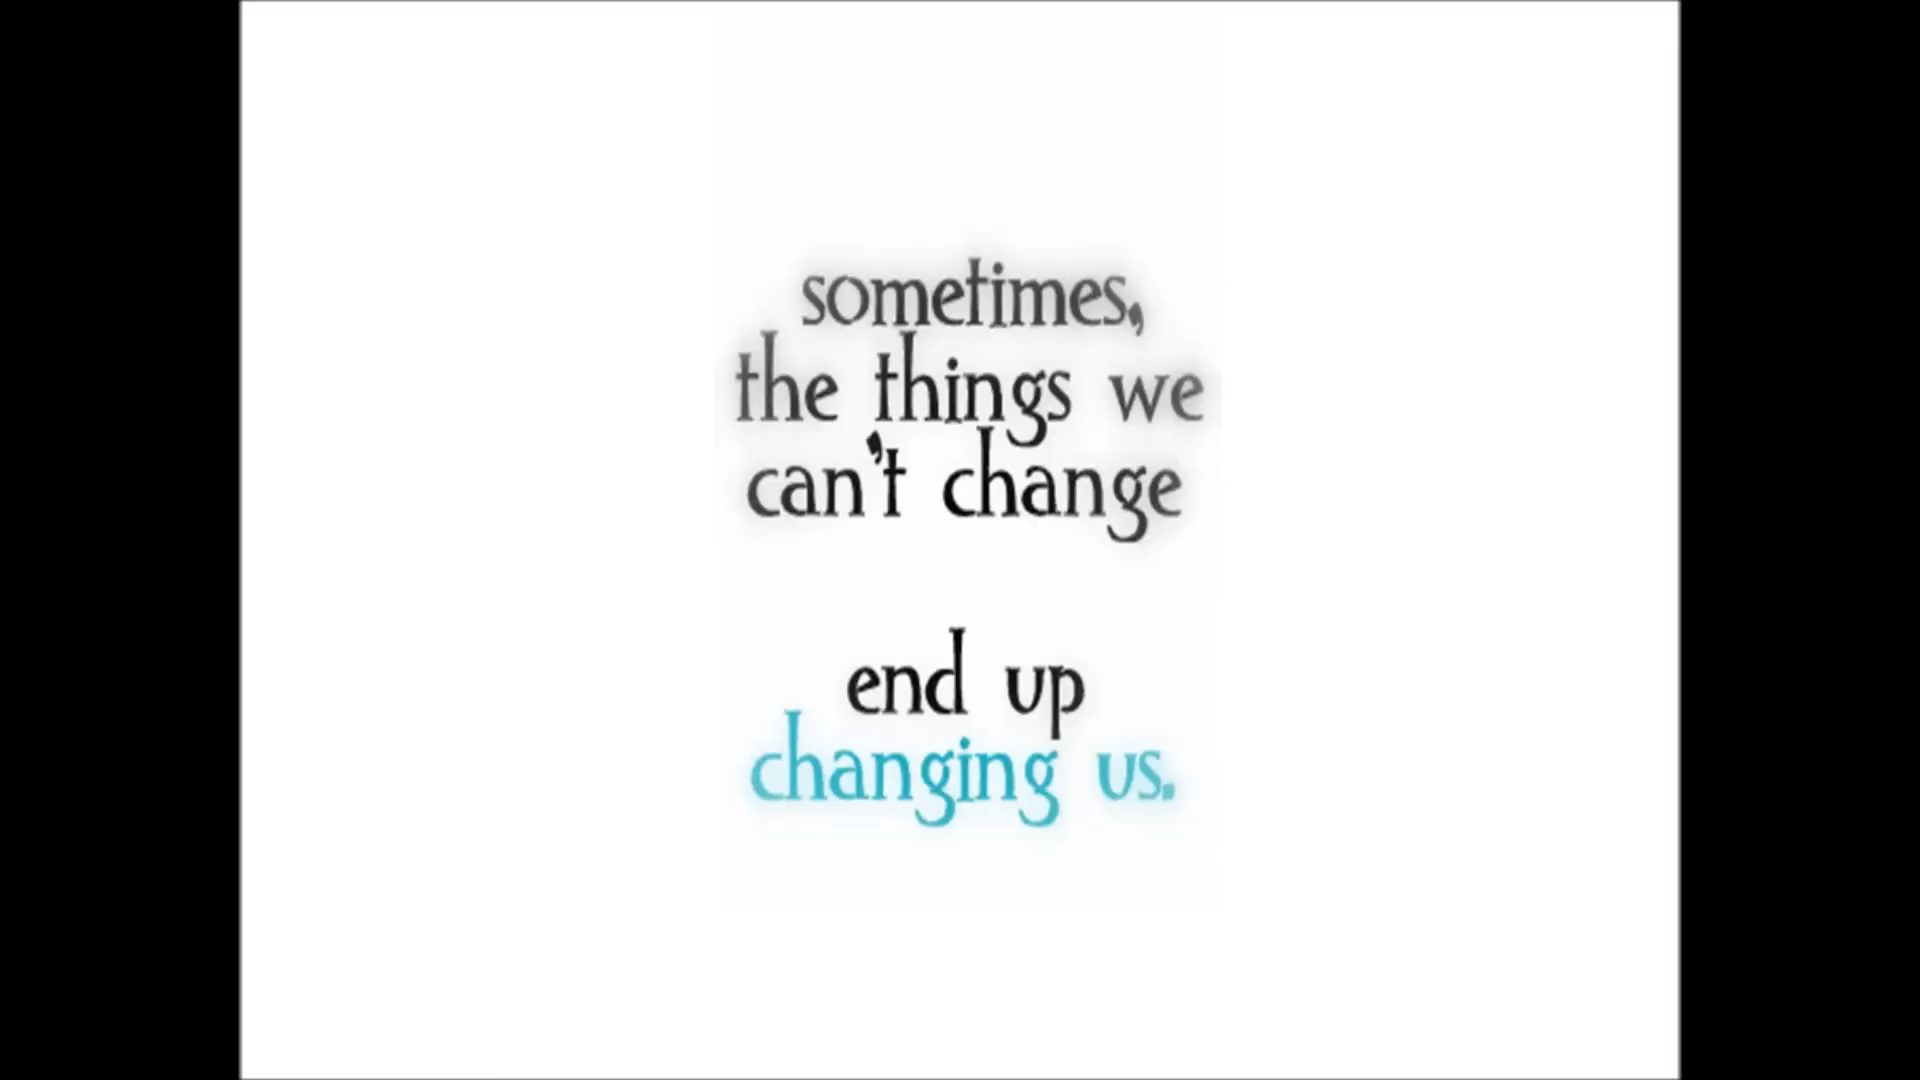 sometimes,
the things we
can't change
end up
changing us.